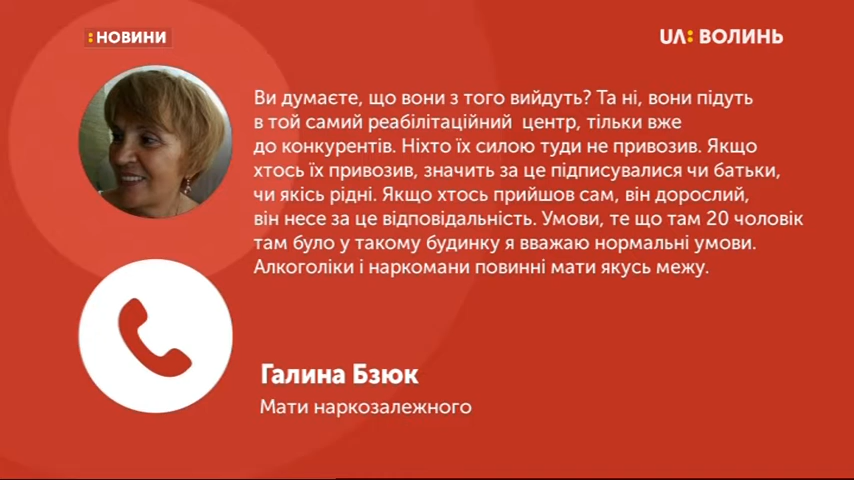 :НОВИНИ
UA: ВОЛИНЬ
Ви думаєте, що вони з того вийдуть? Та ні, вони підуть
в той самий реабілітаційний центр, тільки вже
до конкурентів. Ніхто їх силою туди не привозив. Якщо
хтось їх привозив, значить за це підписувалися чи батьки,
чи якісь рідні. Якщо хтось прийшов сам, він дорослий,
він несе за це відповідальність. Умови, те що там 20 чоловік
там було у такому будинку я вважаю нормальні умови.
Алкоголіки і наркомани повинні мати якусь межу.
Галина Бзюк
Мати наркозалежного